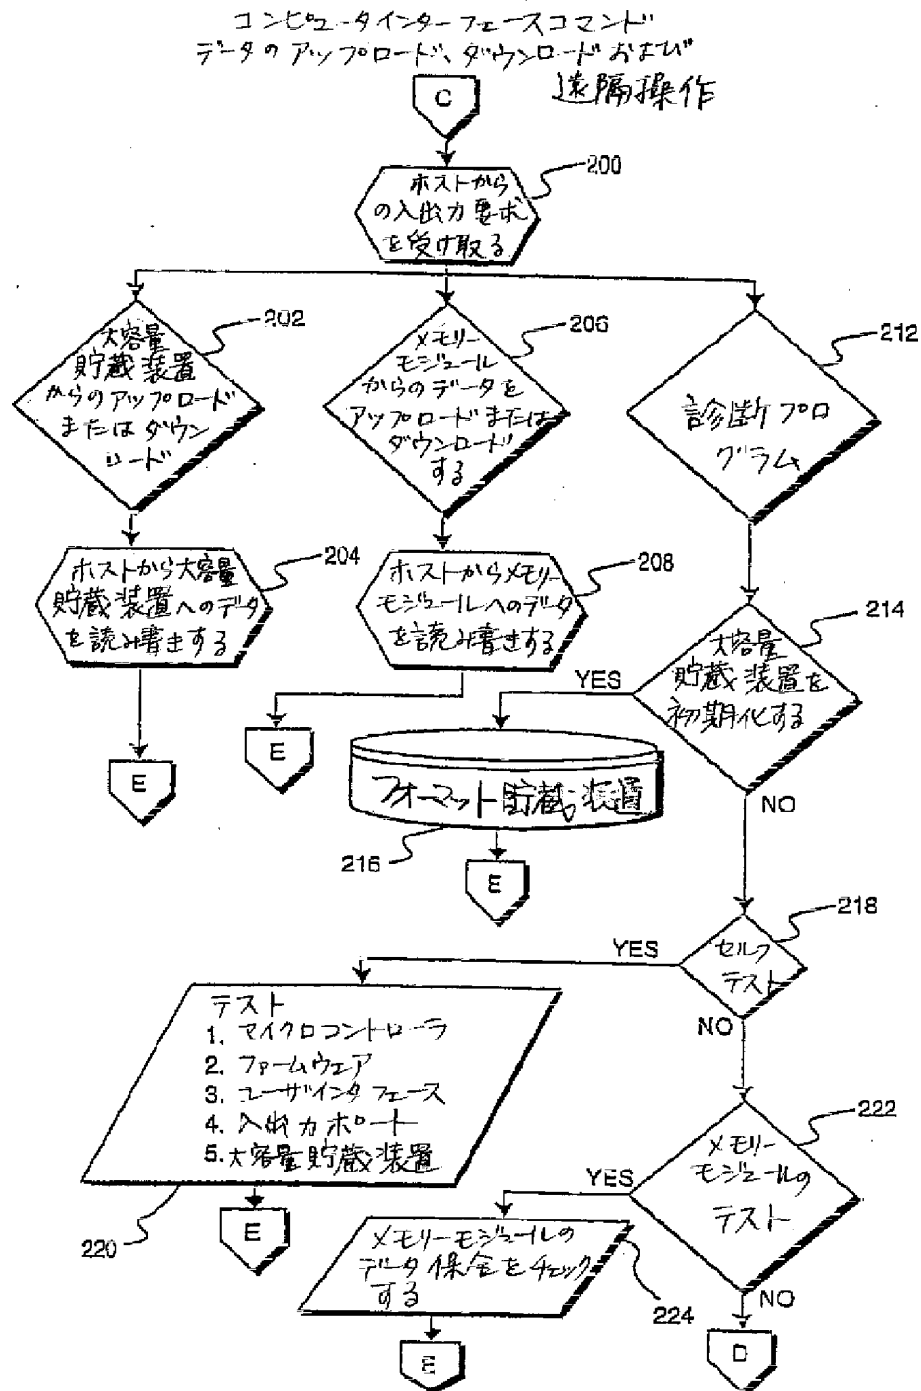 コンピュータインターフェースコマンド
データのアップロード、ダウンロードおよび
遠隔操作
C
200
ホストから
の入出力要求
を受け取る
202
大容量
貯蔵装置
からのアップロード
またはダウン
ロード
206
メモリー
モジュール
からのデータを
アップロードまたは
ダウンロード
する
212
診断プロ
グラム
204
ホストから大容量
貯蔵装置へのデータ
を読み書きする
208
ホストからメモリー
モジュールへのデータ
を読み書きする
214
大容量
貯蔵装置を
初期化する
YES
NO
E
E
フォーマット貯蔵装置
216
E
218
セルフ
テスト
YES
NO
テスト
1. マイクロコントローラ
2. ファームウェア
3. ユーザインタフェース
4. 入出力ポート
5. 大容量貯蔵装置
220
E
222
メモリー
モジュールの
テスト
YES
NO
メモリーモジュールの
データ保全をチェック
する
224
E
D